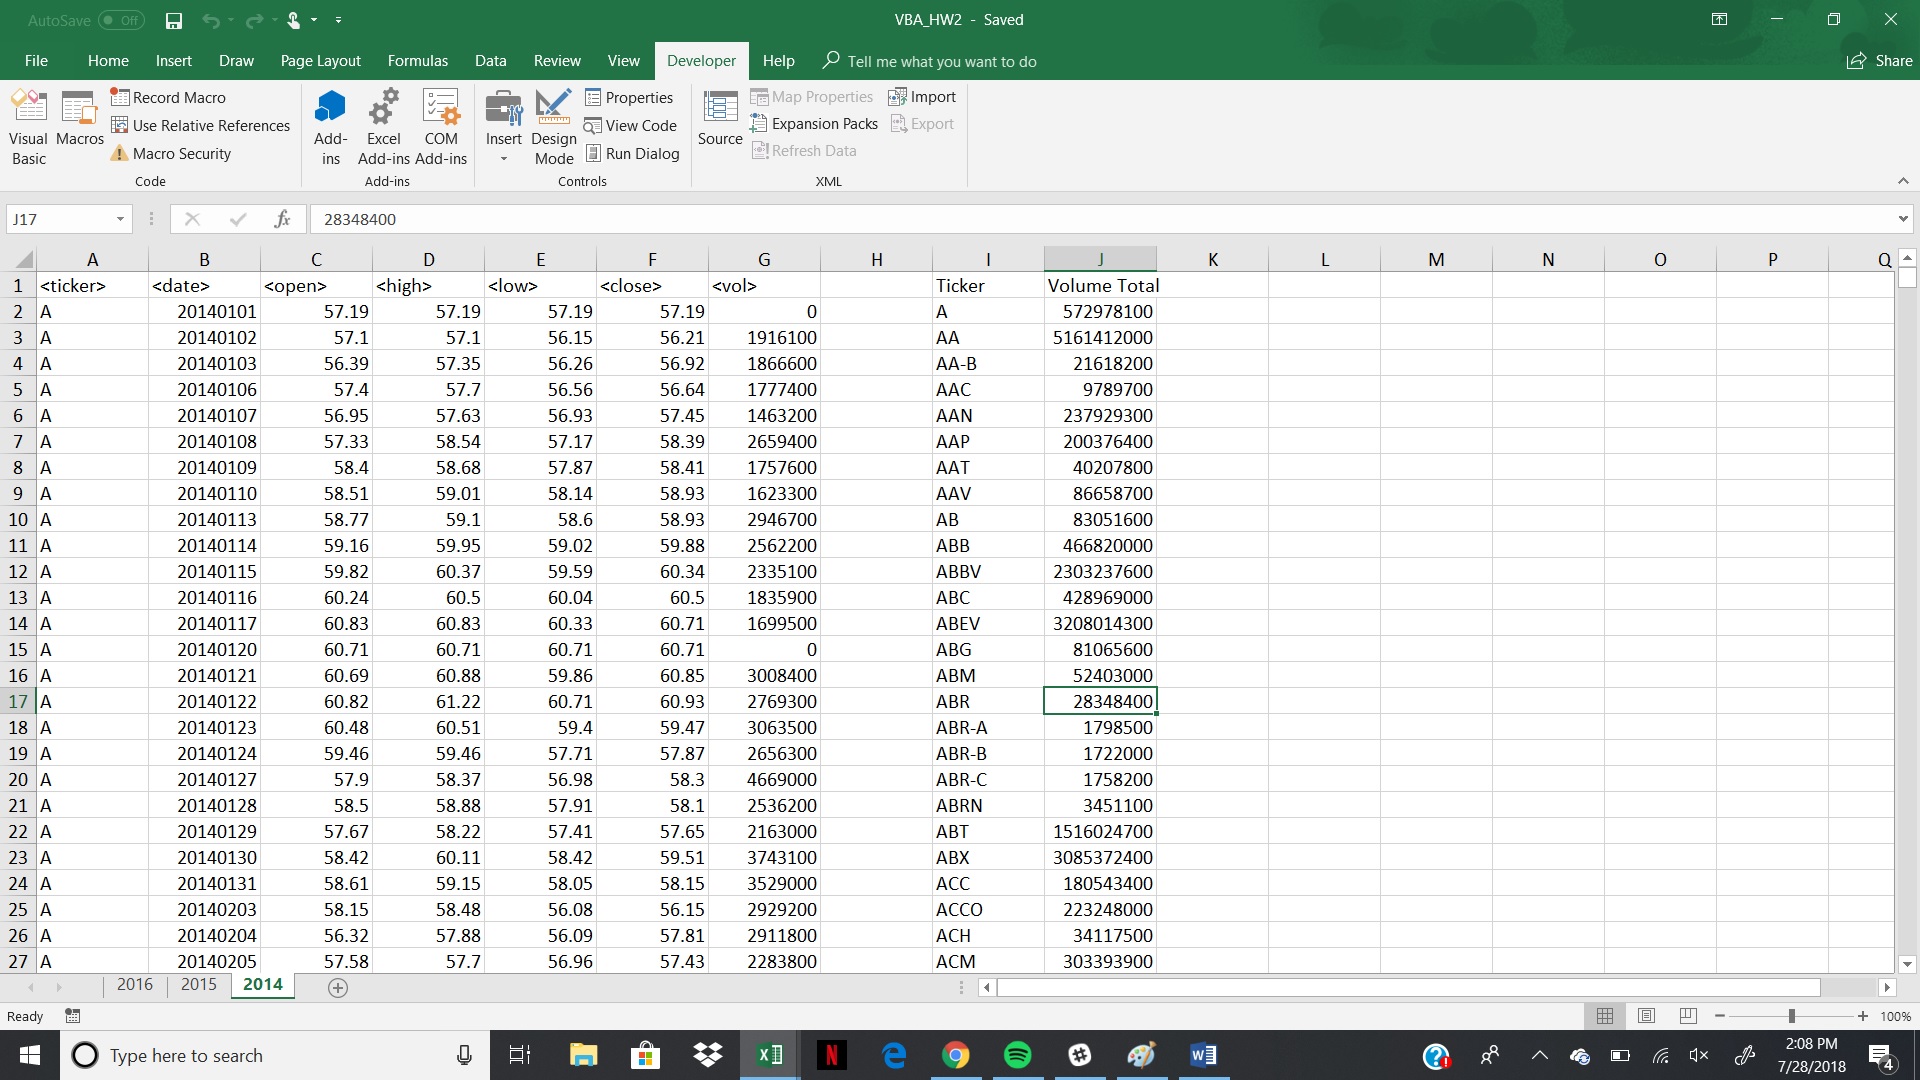 AutoSave Off
VBA_HW2 - Saved
File Home Insert Draw Page Layout Formulas Data Review View Developer Help Tell me what you want to do Share
Visual Basic
Macros
Record Macro
Use Relative References
Macro Security
Code
Add-ins
Excel Add-ins
COM Add-ins
Add-ins
Insert
Design Mode
Properties
View Code
Run Dialog
Controls
Source
Map Properties
Expansion Packs
Refresh Data
Import
Export
XML
J17 fx 28348400
A B C D E F G H I J K L M N O P Q
1 <ticker> <date> <open> <high> <low> <close> <vol> Ticker Volume Total
2 A 20140101 57.19 57.19 57.19 57.19 0 A 572978100
3 A 20140102 57.1 57.1 56.15 56.21 1916100 AA 5161412000
4 A 20140103 56.39 57.35 56.26 56.92 1866600 AA-B 21618200
5 A 20140106 57.4 57.7 56.56 56.64 1777400 AAC 9789700
6 A 20140107 56.95 57.63 56.93 57.45 1463200 AAN 237929300
7 A 20140108 57.33 58.54 57.17 58.39 2659400 AAP 200376400
8 A 20140109 58.4 58.68 57.87 58.41 1757600 AAT 40207800
9 A 20140110 58.51 59.01 58.14 58.93 1623300 AAV 86658700
10 A 20140113 58.77 59.1 58.6 58.93 2946700 AB 83051600
11 A 20140114 59.16 59.95 59.02 59.88 2562200 ABB 466820000
12 A 20140115 59.82 60.37 59.59 60.34 2335100 ABBV 2303237600
13 A 20140116 60.24 60.5 60.04 60.5 1835900 ABC 428969000
14 A 20140117 60.83 60.83 60.33 60.71 1699500 ABEV 3208014300
15 A 20140120 60.71 60.71 60.71 60.71 0 ABG 81065600
16 A 20140121 60.69 60.88 59.86 60.85 3008400 ABM 52403000
17 A 20140122 60.82 61.22 60.71 60.93 2769300 ABR 28348400
18 A 20140123 60.48 60.51 59.4 59.47 3063500 ABR-A 1798500
19 A 20140124 59.46 59.46 57.71 57.87 2656300 ABR-B 1722000
20 A 20140127 57.9 58.37 56.98 58.3 4669000 ABR-C 1758200
21 A 20140128 58.5 58.88 57.91 58.1 2536200 ABRN 3451100
22 A 20140129 57.67 58.22 57.41 57.65 2163000 ABT 1516024700
23 A 20140130 58.42 60.11 58.42 59.51 3743100 ABX 3085372400
24 A 20140131 58.61 59.15 58.05 58.15 3529000 ACC 180543400
25 A 20140203 58.15 58.48 56.08 56.15 2929200 ACCO 223248000
26 A 20140204 56.32 57.88 56.09 57.81 2911800 ACH 34117500
27 A 20140205 57.58 57.7 56.96 57.43 2283800 ACM 303393900
2016 2015 2014
Ready 100%
Type here to search
2:08 PM
7/28/2018
4